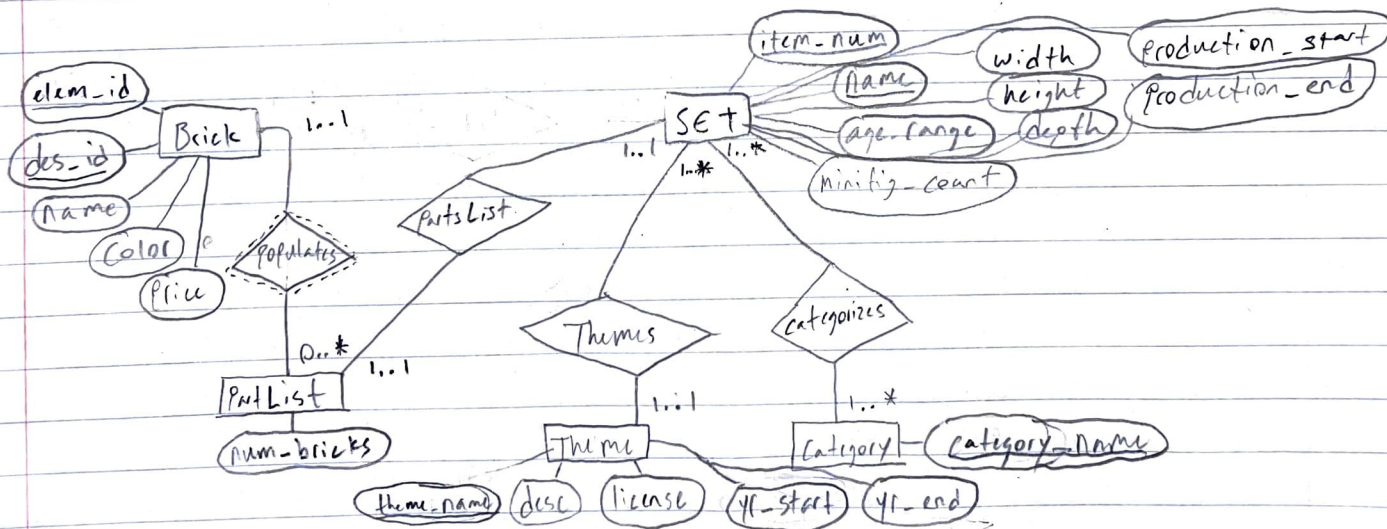 item_num
production_start
width
elem_id
name
height
production_end
SET
Brick
1..1
age_range
depth
des_id
1..1
1..*
1..*
minifig_count
name
PartsList
color
populates
price
Themes
categorizes
0..*
1..1
PartList
1..1
1..*
num_bricks
Theme
Category
category_name
theme_name
desc
license
yr_start
yr_end